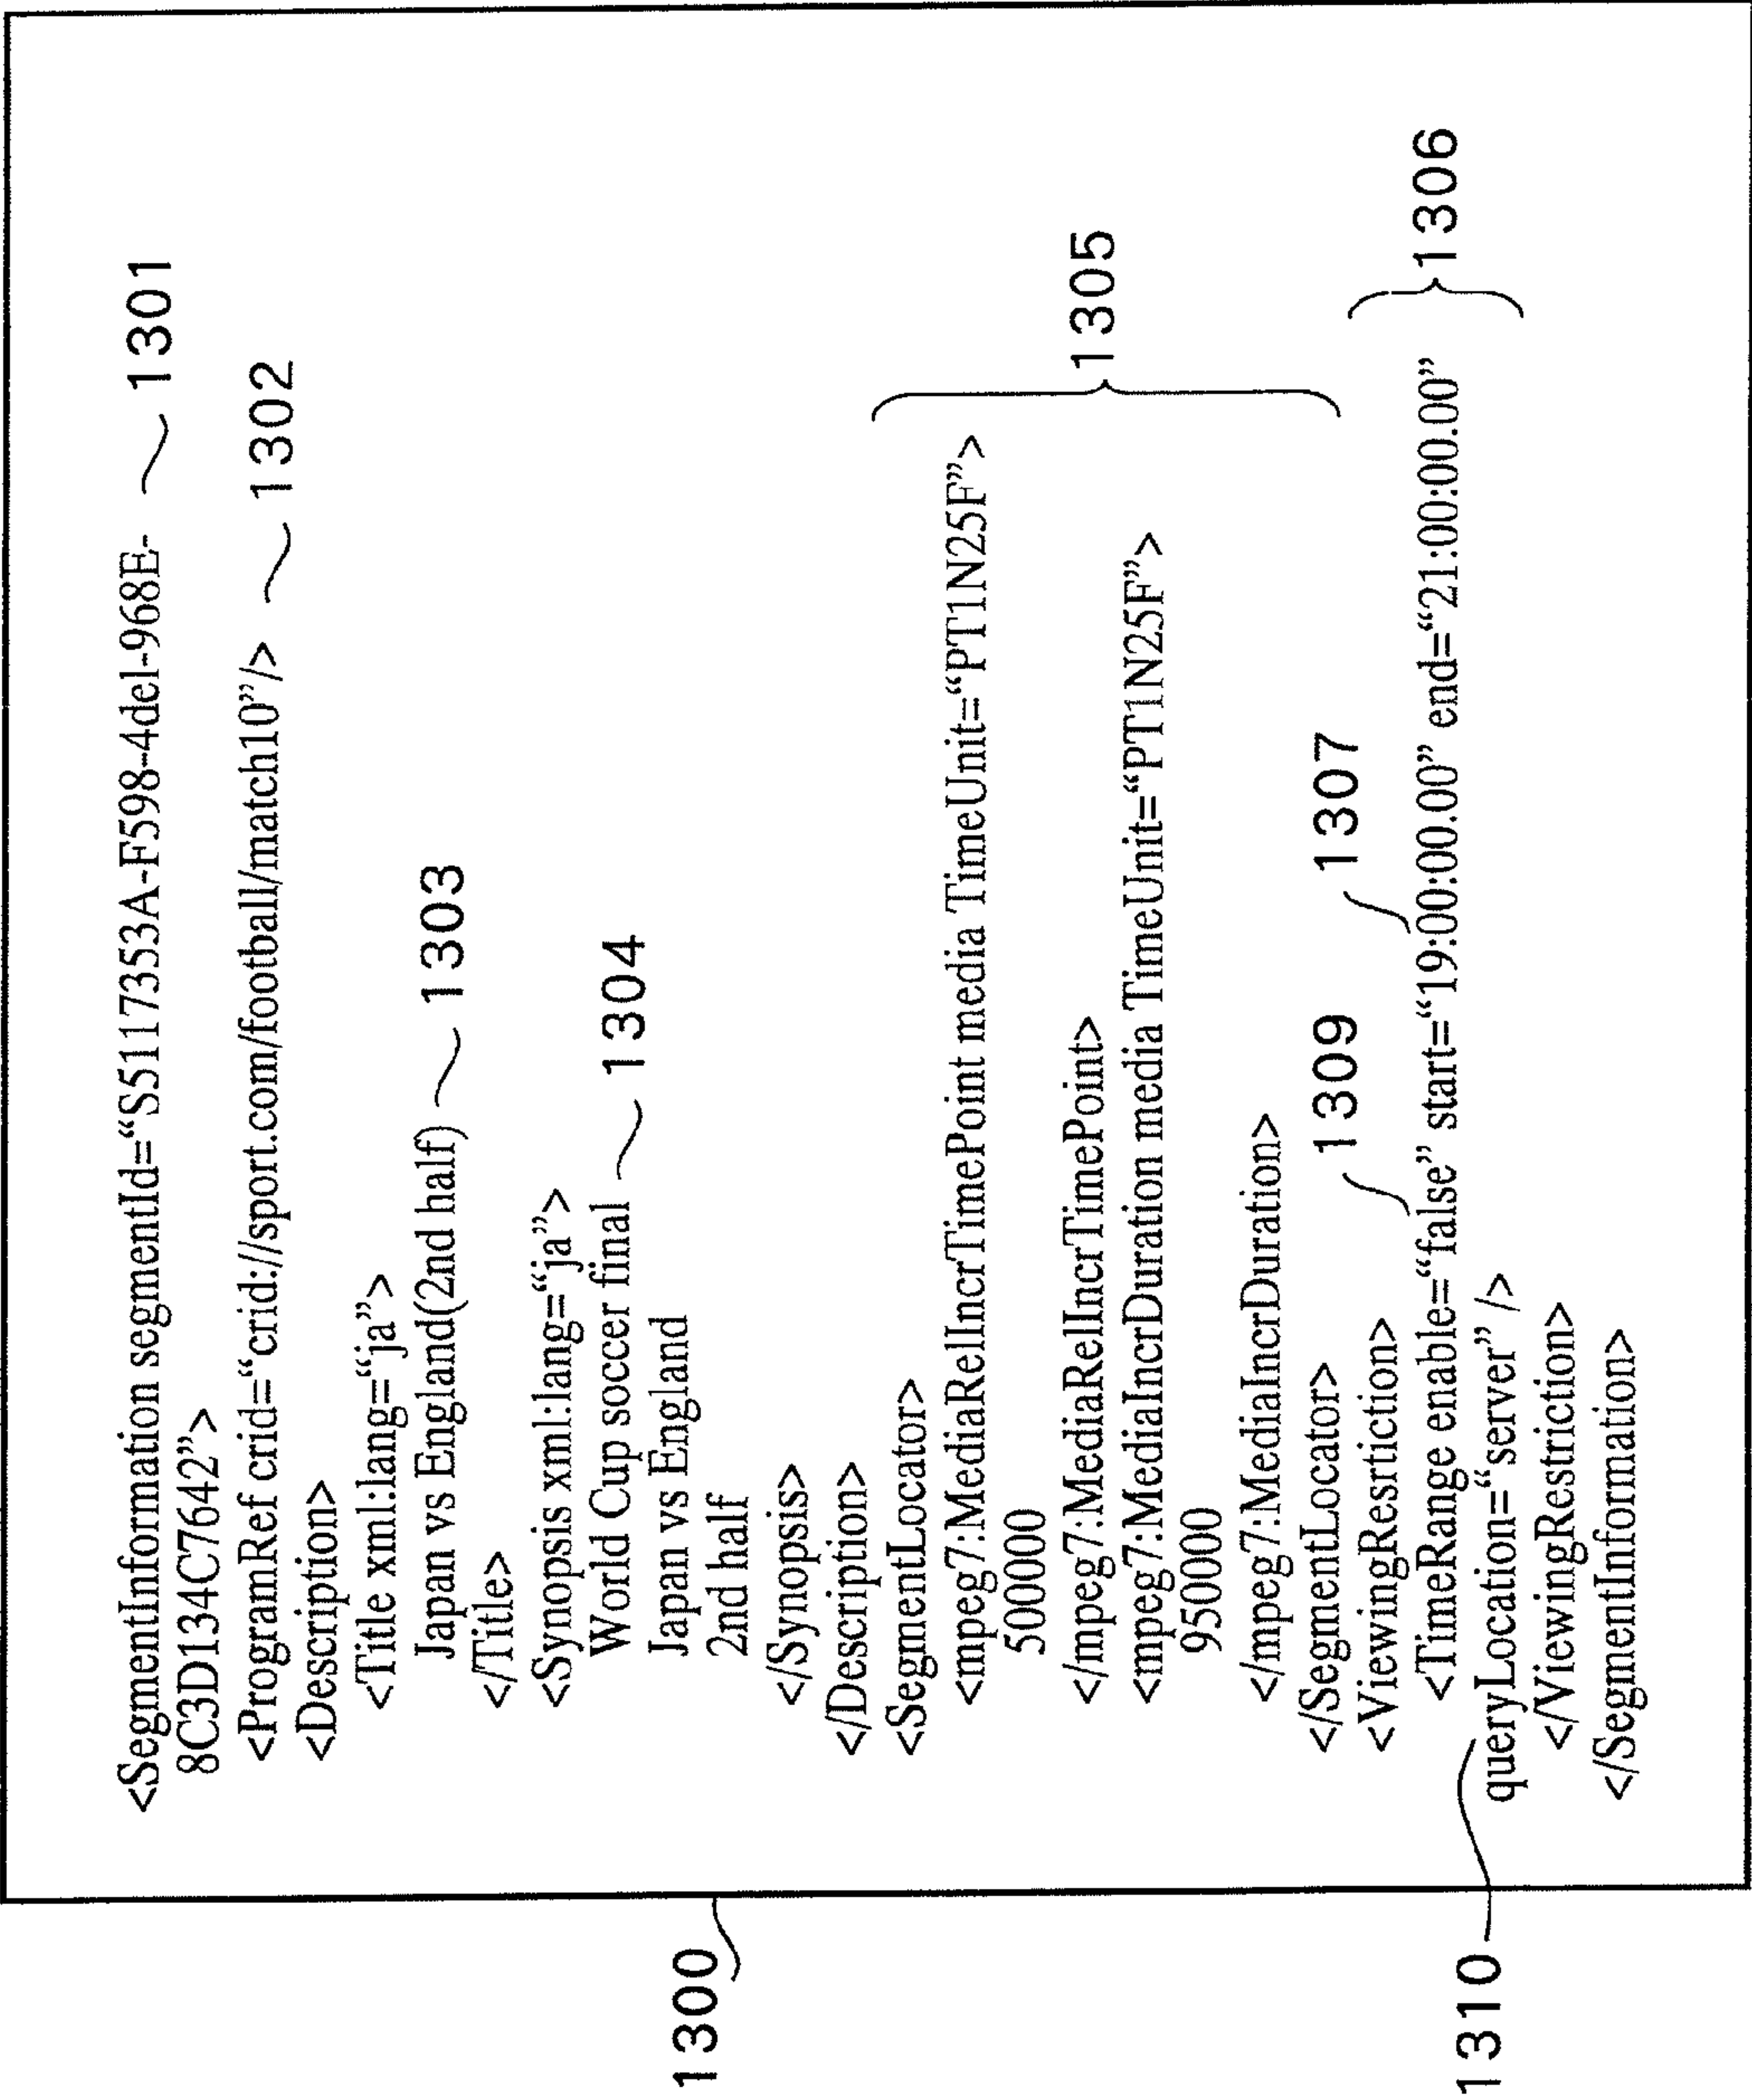 <SegmentInformation segmentId=“S5117353A-F598-4del-968E- 1301
8C3D134C7642”>
<ProgramRef crid=“crid://sport.com/football/match10”/> 1302
<Description>
<Title xml:lang=“ja”>
Japan vs England(2nd half) 1303
</Title>
<Synopsis xml:lang=“ja”>
World Cup soccer final 1304
Japan vs England
2nd half
</Synopsis>
</Description>
<SegmentLocator>
<mpeg7:MediaRelIncrTimePoint media TimeUnit=“PT1N25F”>
500000
</mpeg7:MediaRelIncrTimePoint>
1305
<mpeg7:MediaIncrDuration media TimeUnit=“PT1N25F”>
950000
</mpeg7:MediaIncrDuration>
</SegmentLocator>
1309 1307
<ViewingResrtiction>
<TimeRange enable=“false” start=“19:00:00.00” end=“21:00:00.00” 1306
queryLocation=“server” />
</ViewingRestriction>
</SegmentInformation>
1300
1310